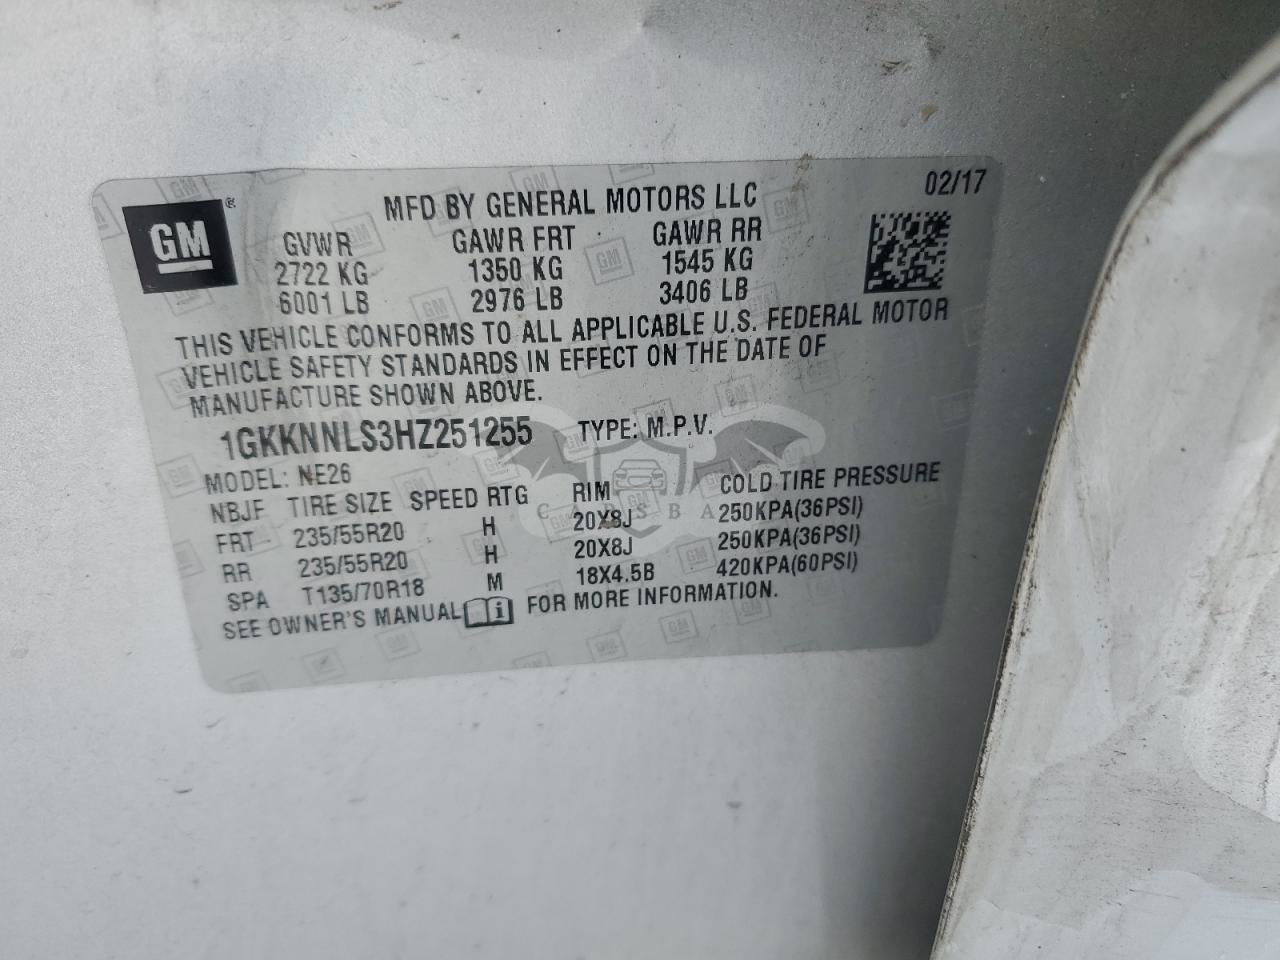 02/17
GM
MFD BY GENERAL MOTORS LLC
GVWR GAWR FRT GAWR RR
2722 KG 1350 KG 1545 KG
6001 LB 2976 LB 3406 LB
THIS VEHICLE CONFORMS TO ALL APPLICABLE U.S. FEDERAL MOTOR
VEHICLE SAFETY STANDARDS IN EFFECT ON THE DATE OF
MANUFACTURE SHOWN ABOVE.
1GKKNNLS3HZ251255 TYPE: M.P.V.
MODEL: NE26
NBJF TIRE SIZE SPEED RTG RIM COLD TIRE PRESSURE
FRT 235/55R20 H 20X8J 250KPA(36PSI)
RR 235/55R20 H 20X8J 250KPA(36PSI)
SPA T135/70R18 M 18X4.5B 420KPA(60PSI)
SEE OWNER'S MANUAL FOR MORE INFORMATION.